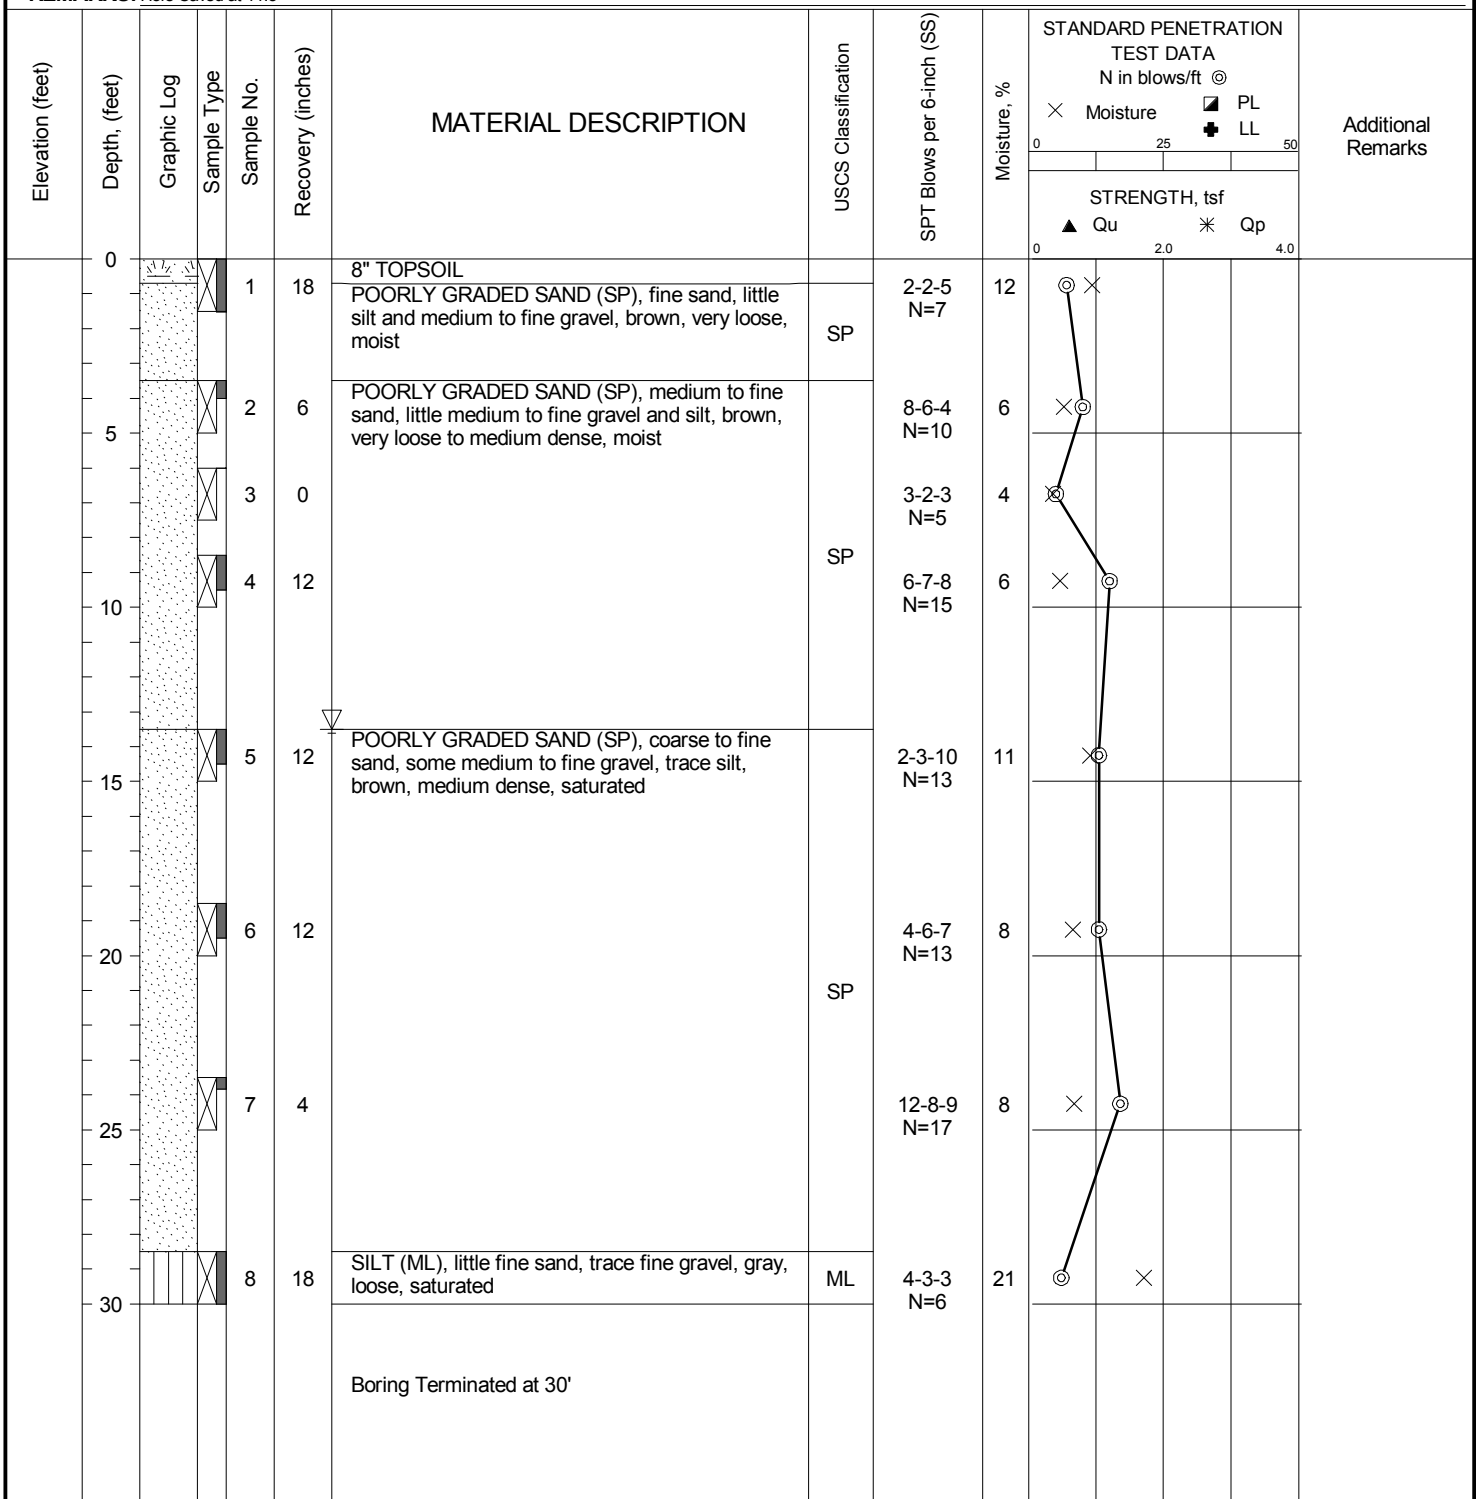 Elevation (feet)
Depth, (feet)
Graphic Log
Sample Type
Sample No.
Recovery (inches)
MATERIAL DESCRIPTION
USCS Classification
SPT Blows per 6-inch (SS)
Moisture, %
STANDARD PENETRATION
TEST DATA
N in blows/ft
Moisture
PL
LL
0 25 50
STRENGTH, tsf
Qu Qp
0 2.0 4.0
Additional
Remarks
0
8" TOPSOIL
1 18
POORLY GRADED SAND (SP), fine sand, little
silt and medium to fine gravel, brown, very loose,
moist
SP
2-2-5
N=7
12
POORLY GRADED SAND (SP), medium to fine
sand, little medium to fine gravel and silt, brown,
very loose to medium dense, moist
2 6
8-6-4
N=10
6
5
3 0
3-2-3
N=5
4
SP
4 12
6-7-8
N=15
6
10
POORLY GRADED SAND (SP), coarse to fine
sand, some medium to fine gravel, trace silt,
brown, medium dense, saturated
5 12
2-3-10
N=13
11
15
6 12
4-6-7
N=13
8
20
SP
7 4
12-8-9
N=17
8
25
SILT (ML), little fine sand, trace fine gravel, gray,
loose, saturated
8 18
ML
4-3-3
N=6
21
30
Boring Terminated at 30'